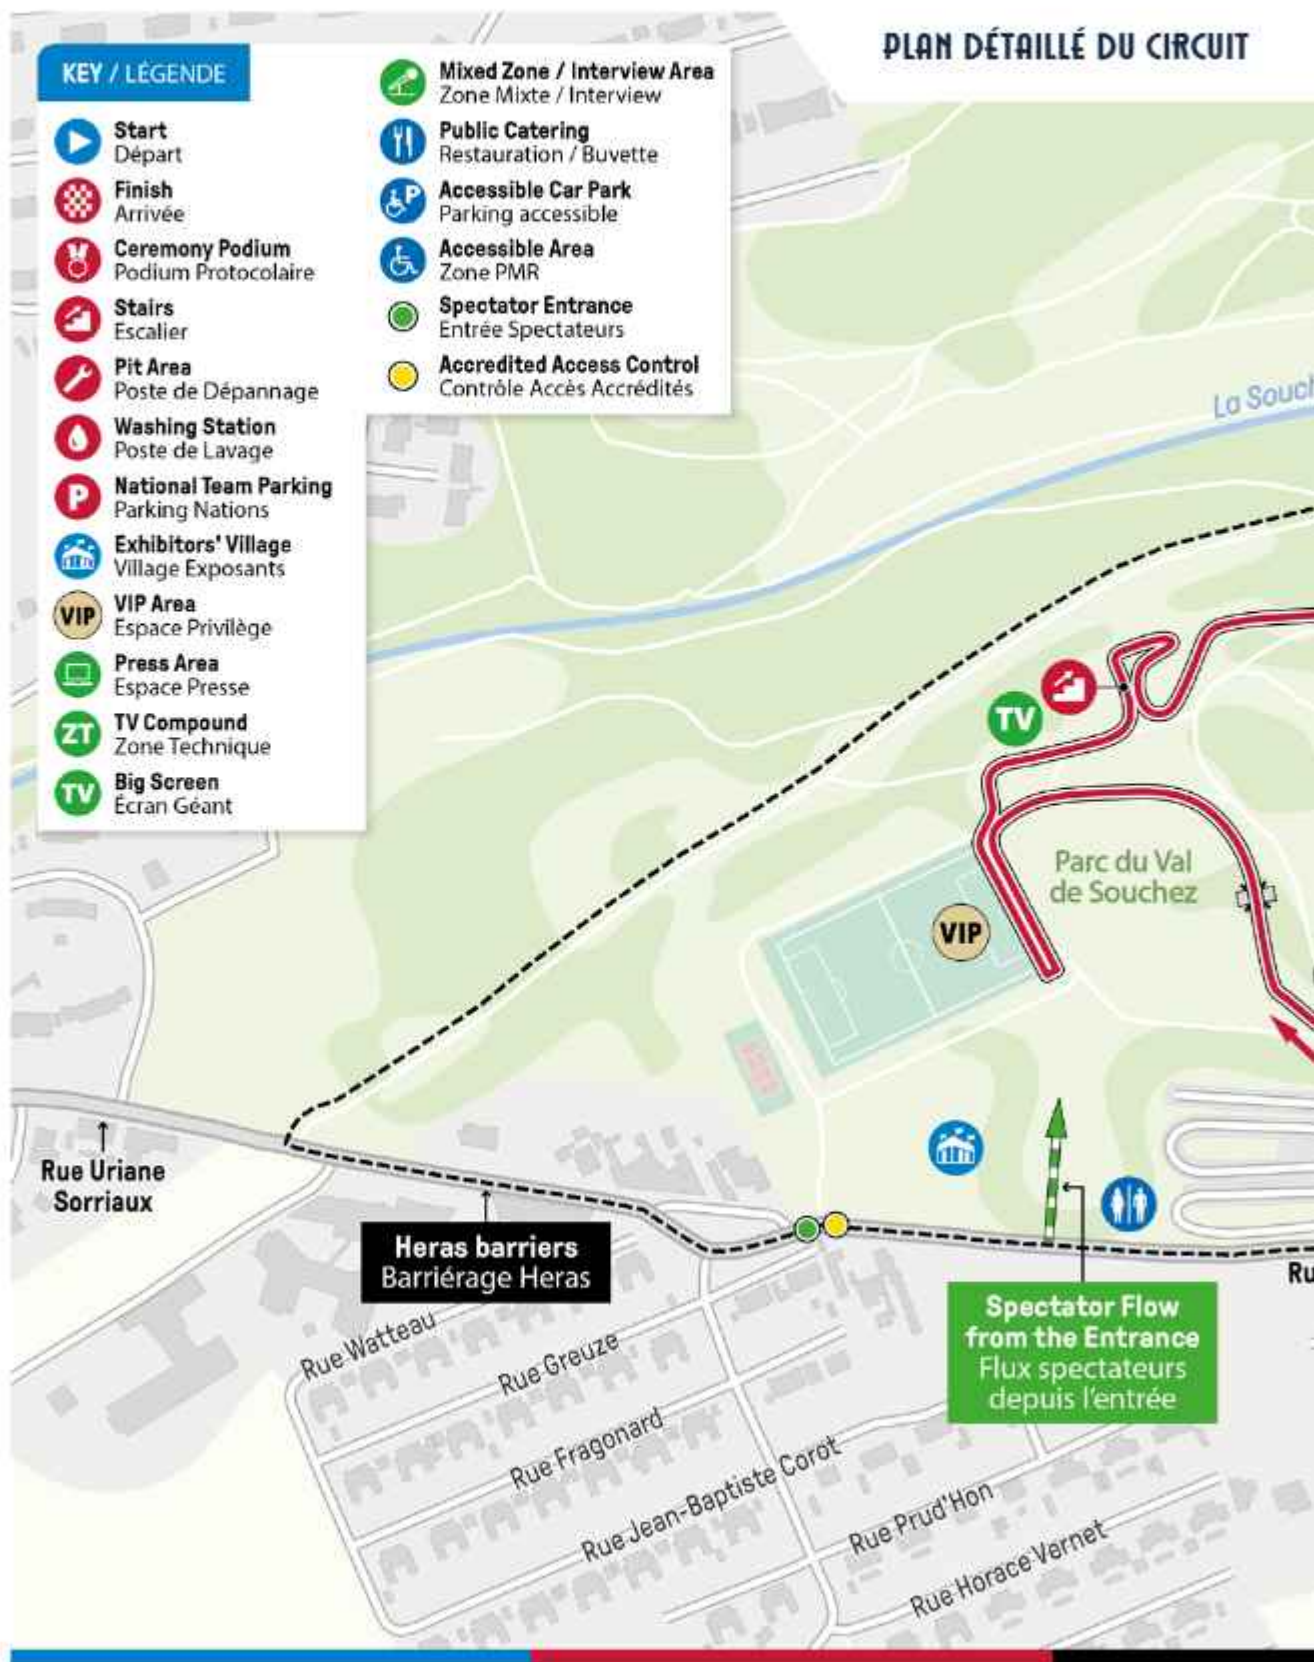 PLAN DÉTAILLÉ DU CIRCUIT
KEY / LÉGENDE
Start
Départ
Finish
Arrivée
Ceremony Podium
Podium Protocolaire
Stairs
Escalier
Pit Area
Poste de Dépannage
Washing Station
Poste de Lavage
P
National Team Parking
Parking Nations
Exhibitors' Village
Village Exposants
VIP
VIP Area
Espace Privilège
Press Area
Espace Presse
ZT
TV Compound
Zone Technique
TV
Big Screen
Écran Géant
Mixed Zone / Interview Area
Zone Mixte / Interview
Public Catering
Restauration / Buvette
P
Accessible Car Park
Parking accessible
Accessible Area
Zone PMR
Spectator Entrance
Entrée Spectateurs
Accredited Access Control
Contrôle Accès Accrédités
La Souch
TV
Parc du Val
de Souchez
VIP
Rue Uriane
Sorriaux
Heras barriers
Barriérage Heras
Ru
Spectator Flow
from the Entrance
Flux spectateurs
depuis l'entrée
Rue Watteau
Rue Greuze
Rue Fragonard
Rue Jean-Baptiste Corot
Rue Prud'Hon
Rue Horace Vernet